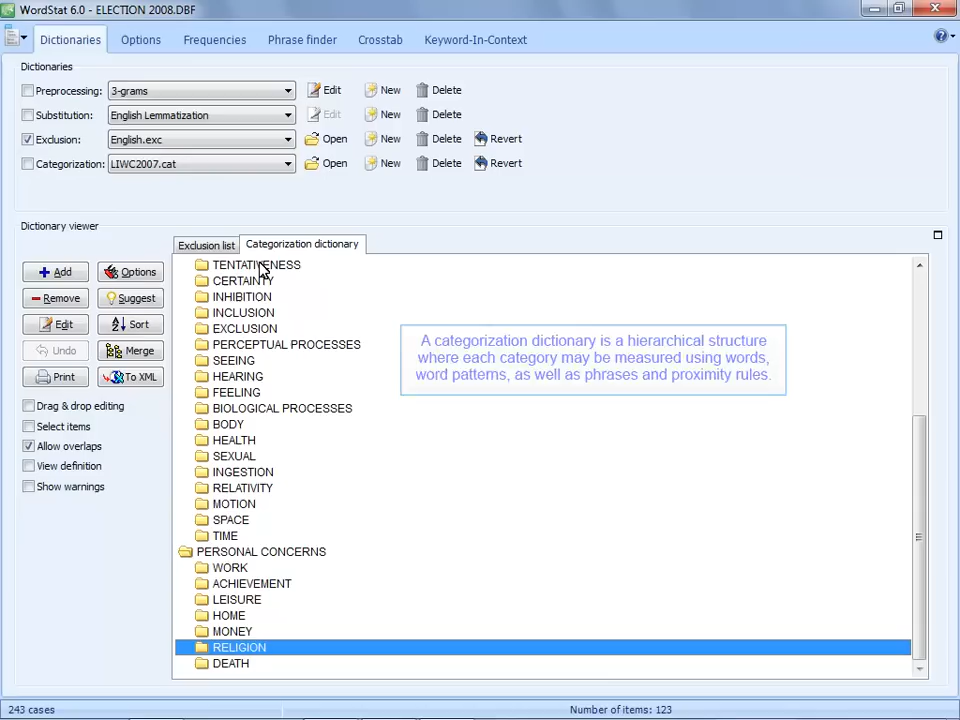 WordStat 6.0 - ELECTION 2008.DBF
Dictionaries Options Frequencies Phrase finder Crosstab Keyword-In-Context
Dictionaries
Preprocessing: 3-grams Edit New Delete
Substitution: English Lemmatization Edit New Delete
Exclusion: English.exc Open New Delete Revert
Categorization: LIWC2007.cat Open New Delete Revert
Dictionary viewer
Exclusion list Categorization dictionary
Add Options
Remove Suggest
Edit Sort
Undo Merge
Print To XML
Drag & drop editing
Select items
Allow overlaps
View definition
Show warnings
TENTATIVENESS
CERTAINTY
INHIBITION
INCLUSION
EXCLUSION
PERCEPTUAL PROCESSES
SEEING
HEARING
FEELING
BIOLOGICAL PROCESSES
BODY
HEALTH
SEXUAL
INGESTION
RELATIVITY
MOTION
SPACE
TIME
PERSONAL CONCERNS
WORK
ACHIEVEMENT
LEISURE
HOME
MONEY
RELIGION
DEATH
A categorization dictionary is a hierarchical structure
where each category may be measured using words,
word patterns, as well as phrases and proximity rules.
243 cases Number of items: 123